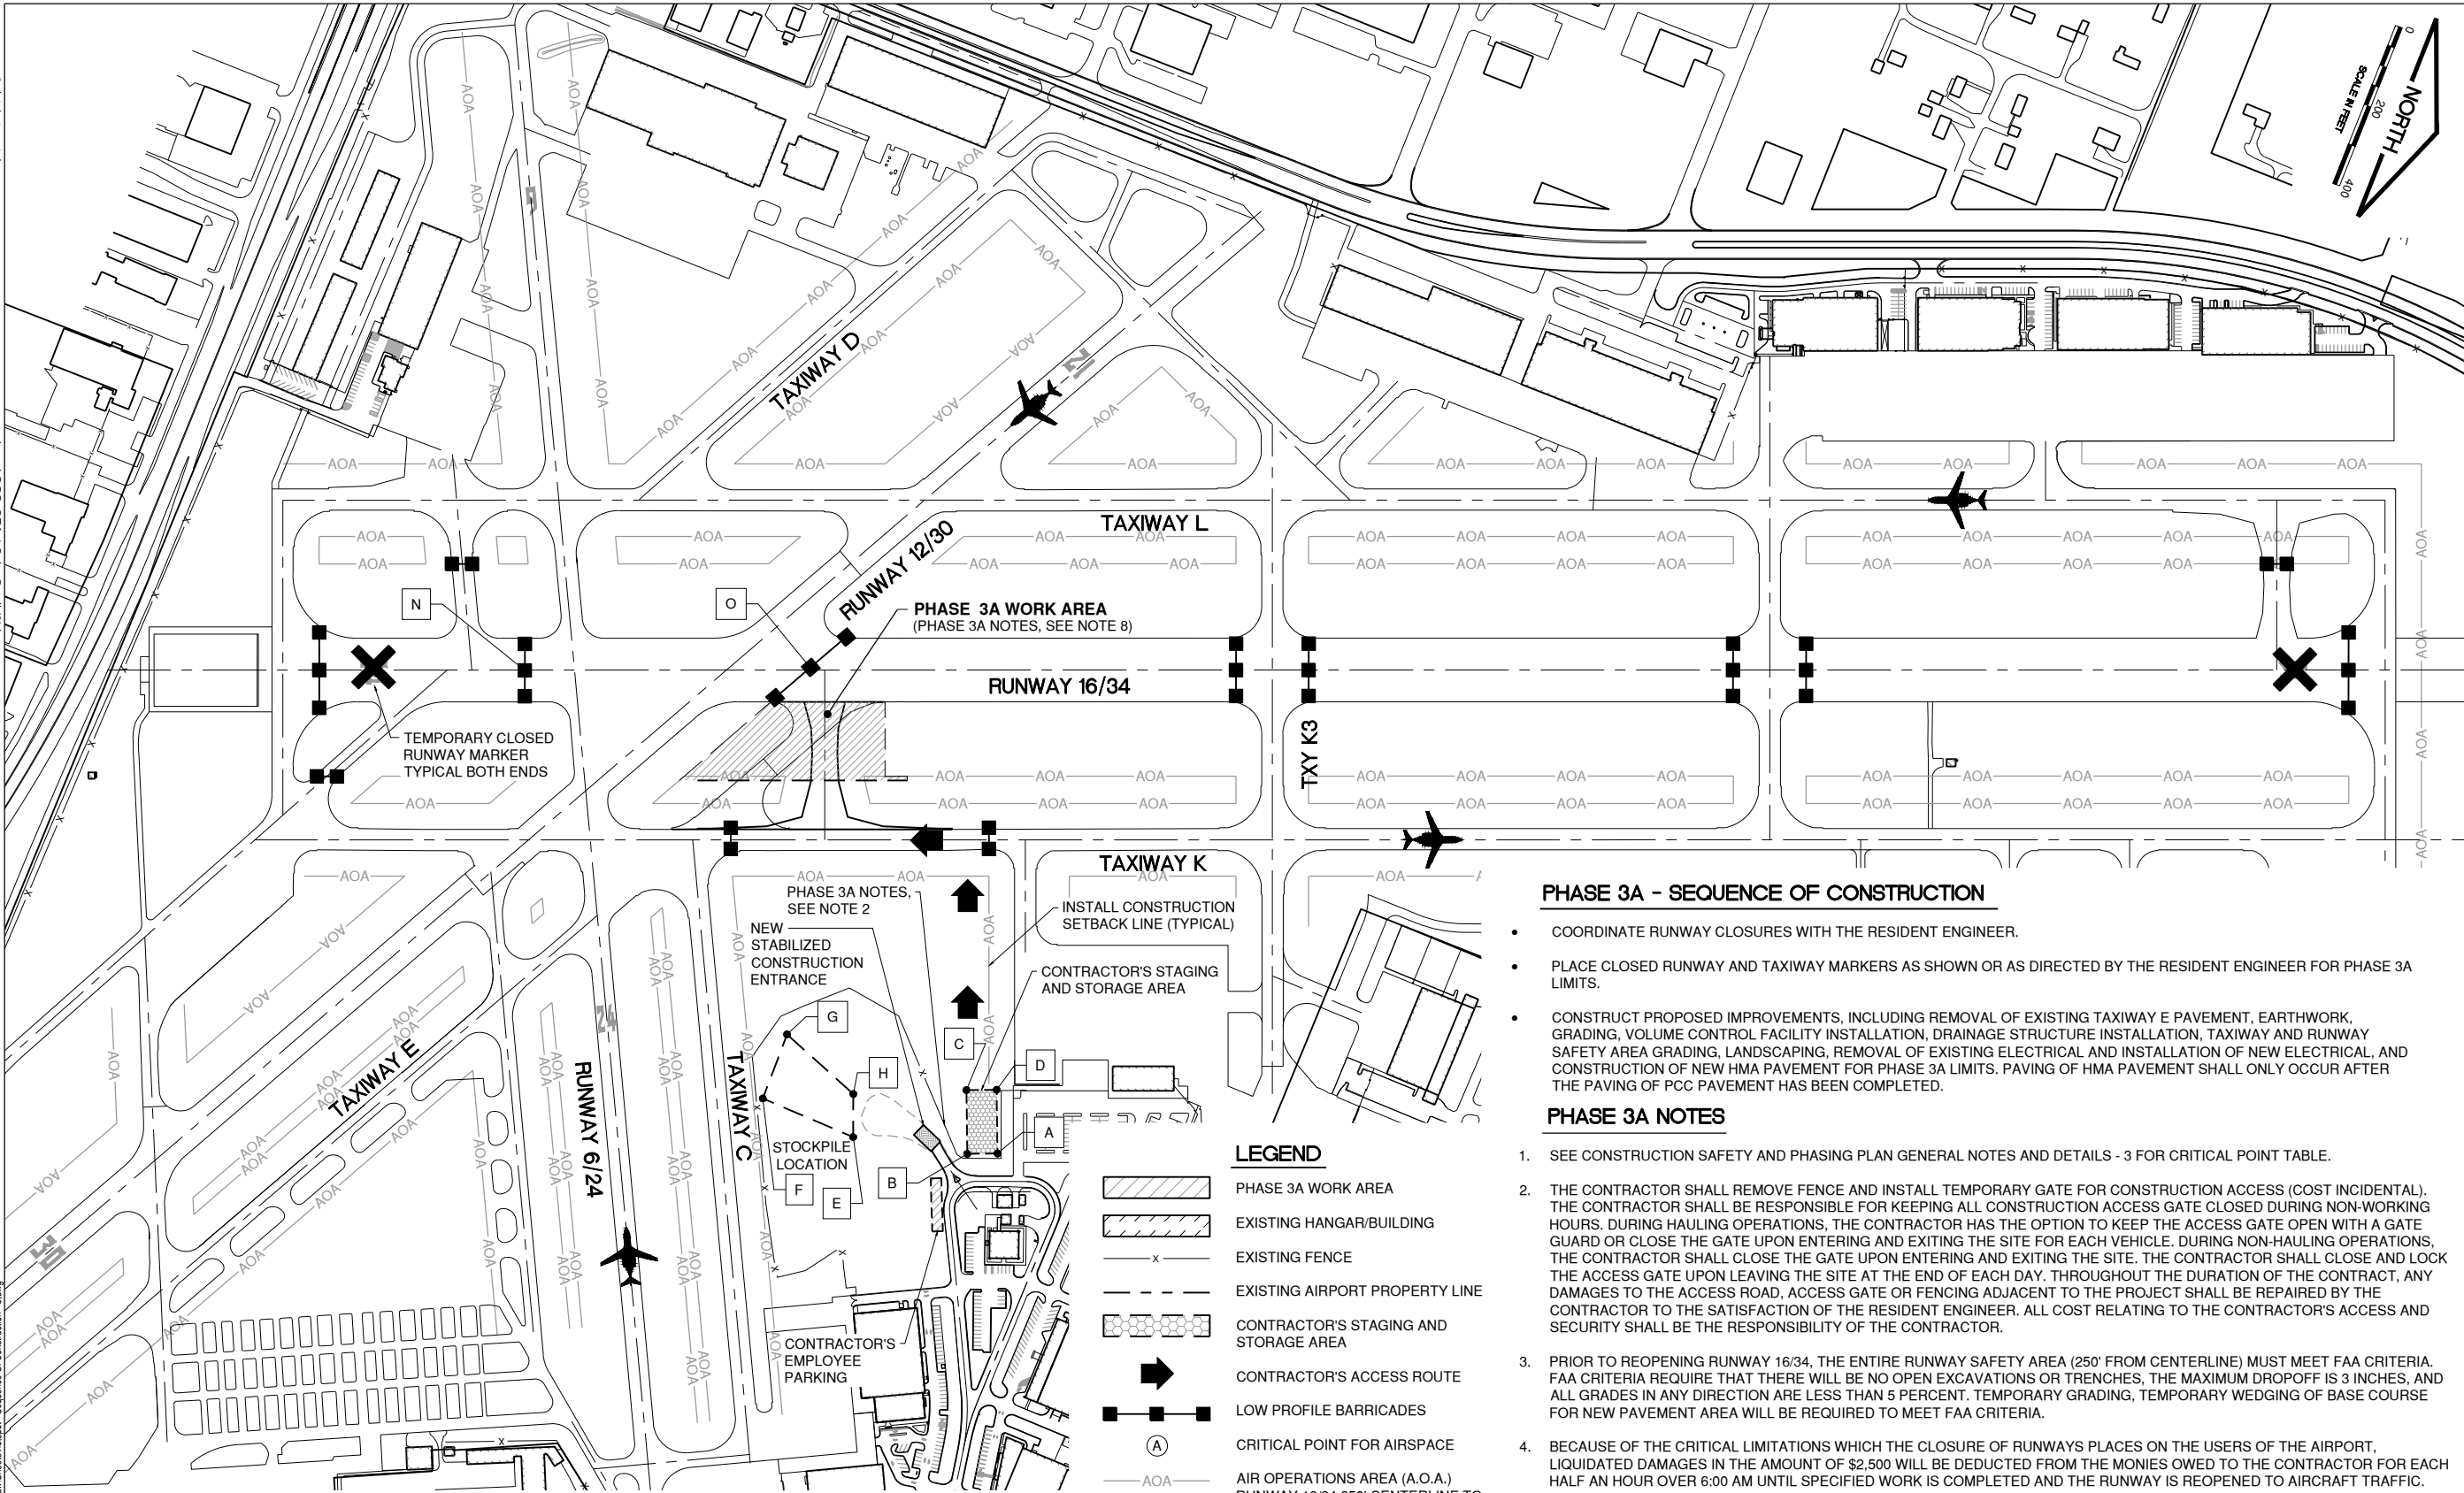 NORTH
0
200
400
SCALE IN FEET
TAXIWAY D
21
TAXIWAY L
RUNWAY 12/30
N
O
PHASE 3A WORK AREA
(PHASE 3A NOTES, SEE NOTE 8)
RUNWAY 16/34
TEMPORARY CLOSED
RUNWAY MARKER
TYPICAL BOTH ENDS
TXY K3
TAXIWAY K
PHASE 3A NOTES,
SEE NOTE 2
NEW
STABILIZED
CONSTRUCTION
ENTRANCE
INSTALL CONSTRUCTION
SETBACK LINE (TYPICAL)
CONTRACTOR'S STAGING
AND STORAGE AREA
G
C
D
H
A
STOCKPILE
LOCATION
F
E
B
TAXIWAY E
RUNWAY 6/24
24
TAXIWAY C
30
CONTRACTOR'S
EMPLOYEE
PARKING
AOA
LEGEND
PHASE 3A WORK AREA
EXISTING HANGAR/BUILDING
x EXISTING FENCE
EXISTING AIRPORT PROPERTY LINE
CONTRACTOR'S STAGING AND
STORAGE AREA
CONTRACTOR'S ACCESS ROUTE
LOW PROFILE BARRICADES
A CRITICAL POINT FOR AIRSPACE
AOA AIR OPERATIONS AREA (A.O.A.)
PHASE 3A - SEQUENCE OF CONSTRUCTION
• COORDINATE RUNWAY CLOSURES WITH THE RESIDENT ENGINEER.
• PLACE CLOSED RUNWAY AND TAXIWAY MARKERS AS SHOWN OR AS DIRECTED BY THE RESIDENT ENGINEER FOR PHASE 3A
LIMITS.
• CONSTRUCT PROPOSED IMPROVEMENTS, INCLUDING REMOVAL OF EXISTING TAXIWAY E PAVEMENT, EARTHWORK,
GRADING, VOLUME CONTROL FACILITY INSTALLATION, DRAINAGE STRUCTURE INSTALLATION, TAXIWAY AND RUNWAY
SAFETY AREA GRADING, LANDSCAPING, REMOVAL OF EXISTING ELECTRICAL AND INSTALLATION OF NEW ELECTRICAL, AND
CONSTRUCTION OF NEW HMA PAVEMENT FOR PHASE 3A LIMITS. PAVING OF HMA PAVEMENT SHALL ONLY OCCUR AFTER
THE PAVING OF PCC PAVEMENT HAS BEEN COMPLETED.
PHASE 3A NOTES
1. SEE CONSTRUCTION SAFETY AND PHASING PLAN GENERAL NOTES AND DETAILS - 3 FOR CRITICAL POINT TABLE.
2. THE CONTRACTOR SHALL REMOVE FENCE AND INSTALL TEMPORARY GATE FOR CONSTRUCTION ACCESS (COST INCIDENTAL).
THE CONTRACTOR SHALL BE RESPONSIBLE FOR KEEPING ALL CONSTRUCTION ACCESS GATE CLOSED DURING NON-WORKING
HOURS. DURING HAULING OPERATIONS, THE CONTRACTOR HAS THE OPTION TO KEEP THE ACCESS GATE OPEN WITH A GATE
GUARD OR CLOSE THE GATE UPON ENTERING AND EXITING THE SITE FOR EACH VEHICLE. DURING NON-HAULING OPERATIONS,
THE CONTRACTOR SHALL CLOSE THE GATE UPON ENTERING AND EXITING THE SITE. THE CONTRACTOR SHALL CLOSE AND LOCK
THE ACCESS GATE UPON LEAVING THE SITE AT THE END OF EACH DAY. THROUGHOUT THE DURATION OF THE CONTRACT, ANY
DAMAGES TO THE ACCESS ROAD, ACCESS GATE OR FENCING ADJACENT TO THE PROJECT SHALL BE REPAIRED BY THE
CONTRACTOR TO THE SATISFACTION OF THE RESIDENT ENGINEER. ALL COST RELATING TO THE CONTRACTOR'S ACCESS AND
SECURITY SHALL BE THE RESPONSIBILITY OF THE CONTRACTOR.
3. PRIOR TO REOPENING RUNWAY 16/34, THE ENTIRE RUNWAY SAFETY AREA (250' FROM CENTERLINE) MUST MEET FAA CRITERIA.
FAA CRITERIA REQUIRE THAT THERE WILL BE NO OPEN EXCAVATIONS OR TRENCHES, THE MAXIMUM DROPOFF IS 3 INCHES, AND
ALL GRADES IN ANY DIRECTION ARE LESS THAN 5 PERCENT. TEMPORARY GRADING, TEMPORARY WEDGING OF BASE COURSE
FOR NEW PAVEMENT AREA WILL BE REQUIRED TO MEET FAA CRITERIA.
4. BECAUSE OF THE CRITICAL LIMITATIONS WHICH THE CLOSURE OF RUNWAYS PLACES ON THE USERS OF THE AIRPORT,
LIQUIDATED DAMAGES IN THE AMOUNT OF $2,500 WILL BE DEDUCTED FROM THE MONIES OWED TO THE CONTRACTOR FOR EACH
HALF AN HOUR OVER 6:00 AM UNTIL SPECIFIED WORK IS COMPLETED AND THE RUNWAY IS REOPENED TO AIRCRAFT TRAFFIC.